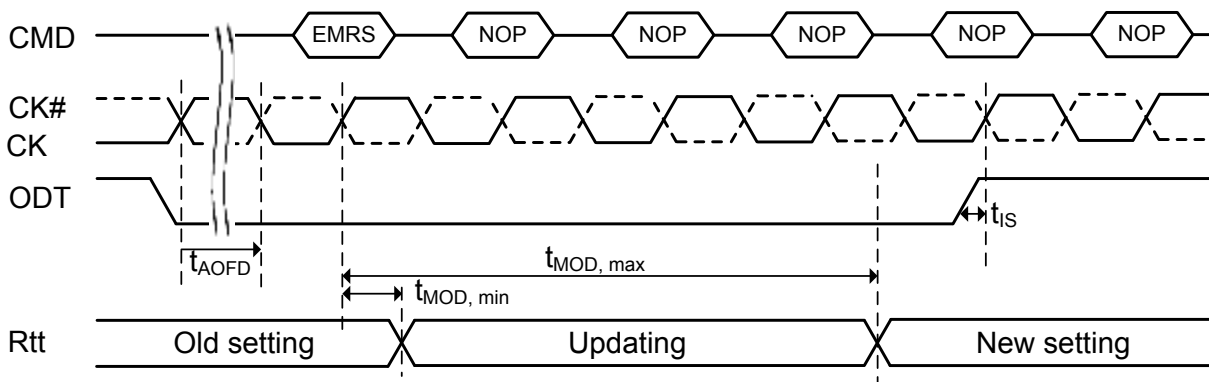 CMD EMRS NOP NOP NOP NOP NOP
CK#
CK
ODT
tIS
tAOFD
tMOD, max
tMOD, min
Rtt Old setting Updating New setting